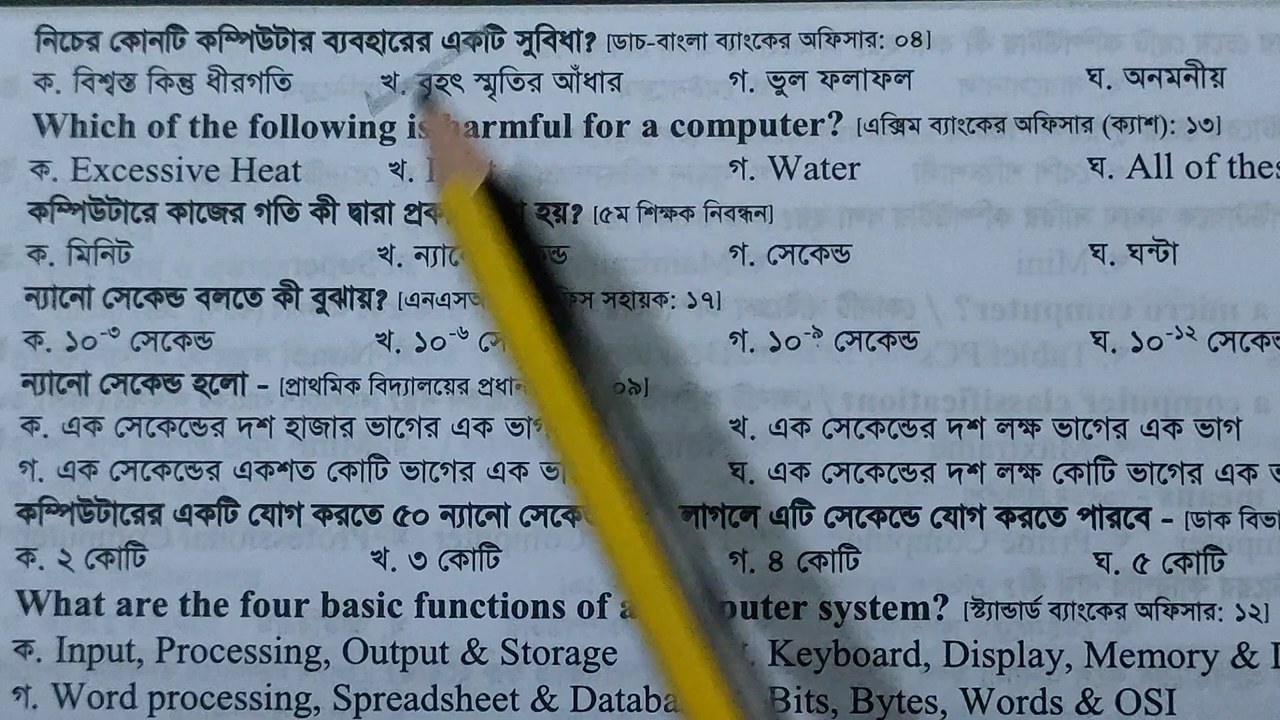 নিচের কোনটি কম্পিউটার ব্যবহারের একটি সুবিধা? [ডাচ-বাংলা ব্যাংকের অফিসার: ০৪]
ক. বিশ্বস্ত কিন্তু ধীরগতি খ. বৃহৎ স্মৃতির আঁধার গ. ভূল ফলাফল ঘ. অনমনীয়
Which of the following is harmful for a computer? [এক্সিম ব্যাংকের অফিসার (ক্যাশ): ১৩]
ক. Excessive Heat খ. গ. Water ঘ. All of thes
কম্পিউটারে কাজের গতি কী দ্বারা হয়? [৫ম শিক্ষক নিবন্ধন]
ক. মিনিট খ. ন্যানো গ. সেকেন্ড ঘ. ঘন্টা
ন্যানো সেকেন্ড বলতে কী বুঝায়? সহায়ক: ১৭]
ক. ১০⁻³ সেকেন্ড খ. ১০⁻⁶ গ. ১০⁻⁹ সেকেন্ড ঘ. ১০⁻¹² সেকে
ন্যানো সেকেন্ড হলো – [প্রাথমিক বিদ্যালয়ের প্রধান ০৯]
ক. এক সেকেন্ডের দশ হাজার ভাগের এক ভাগ খ. এক সেকেন্ডের দশ লক্ষ ভাগের এক ভাগ
গ. এক সেকেন্ডের একশত কোটি ভাগের এক ঘ. এক সেকেন্ডের দশ লক্ষ কোটি ভাগের এক
কম্পিউটারের একটি যোগ করতে ৫০ ন্যানো লাগলে এটি সেকেন্ডে যোগ করতে পারবে – [ডাক
ক. ২ কোটি খ. ৩ কোটি গ. ৪ কোটি ঘ. ৫ কোটি
What are the four basic functions of a system? [স্ট্যান্ডার্ড ব্যাংকের অফিসার: ১২]
ক. Input, Processing, Output & Storage Keyboard, Display, Memory &
গ. Word processing, Spreadsheet & Bits, Bytes, Words & OSI